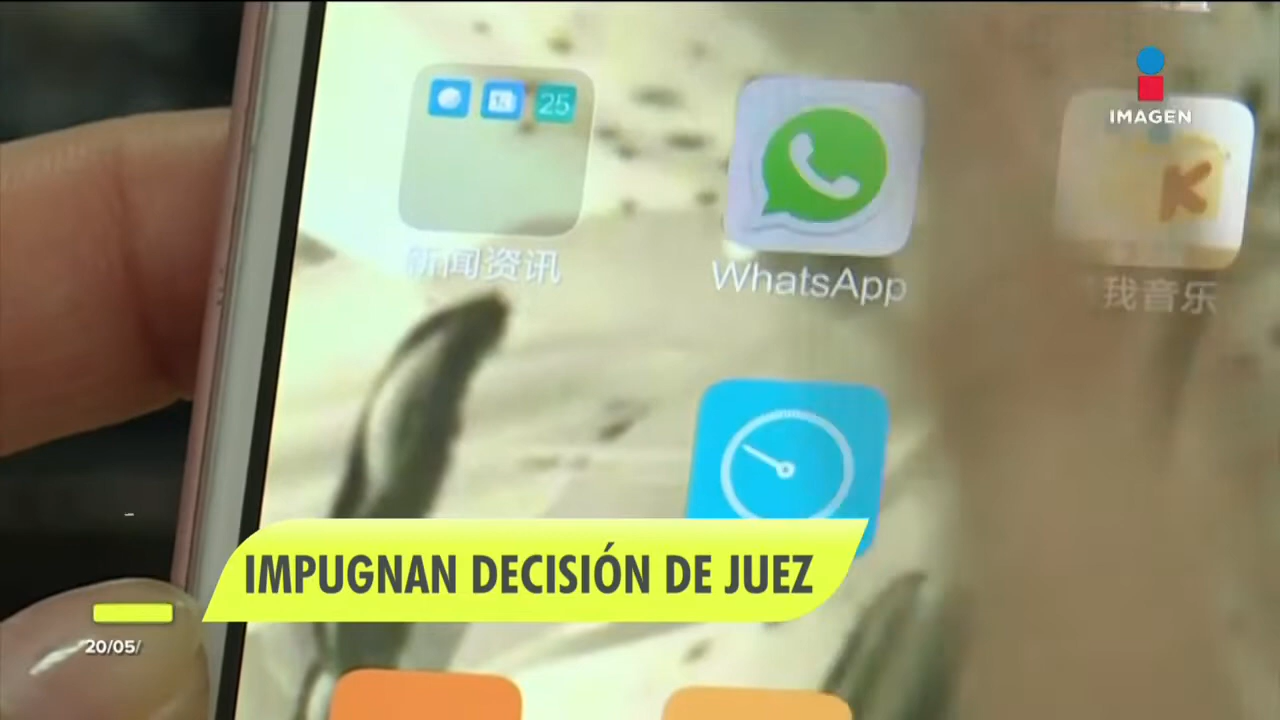 IMAGEN
25
新闻资讯
WhatsApp
K
我音乐
IMPUGNAN DECISIÓN DE JUEZ
20/05/